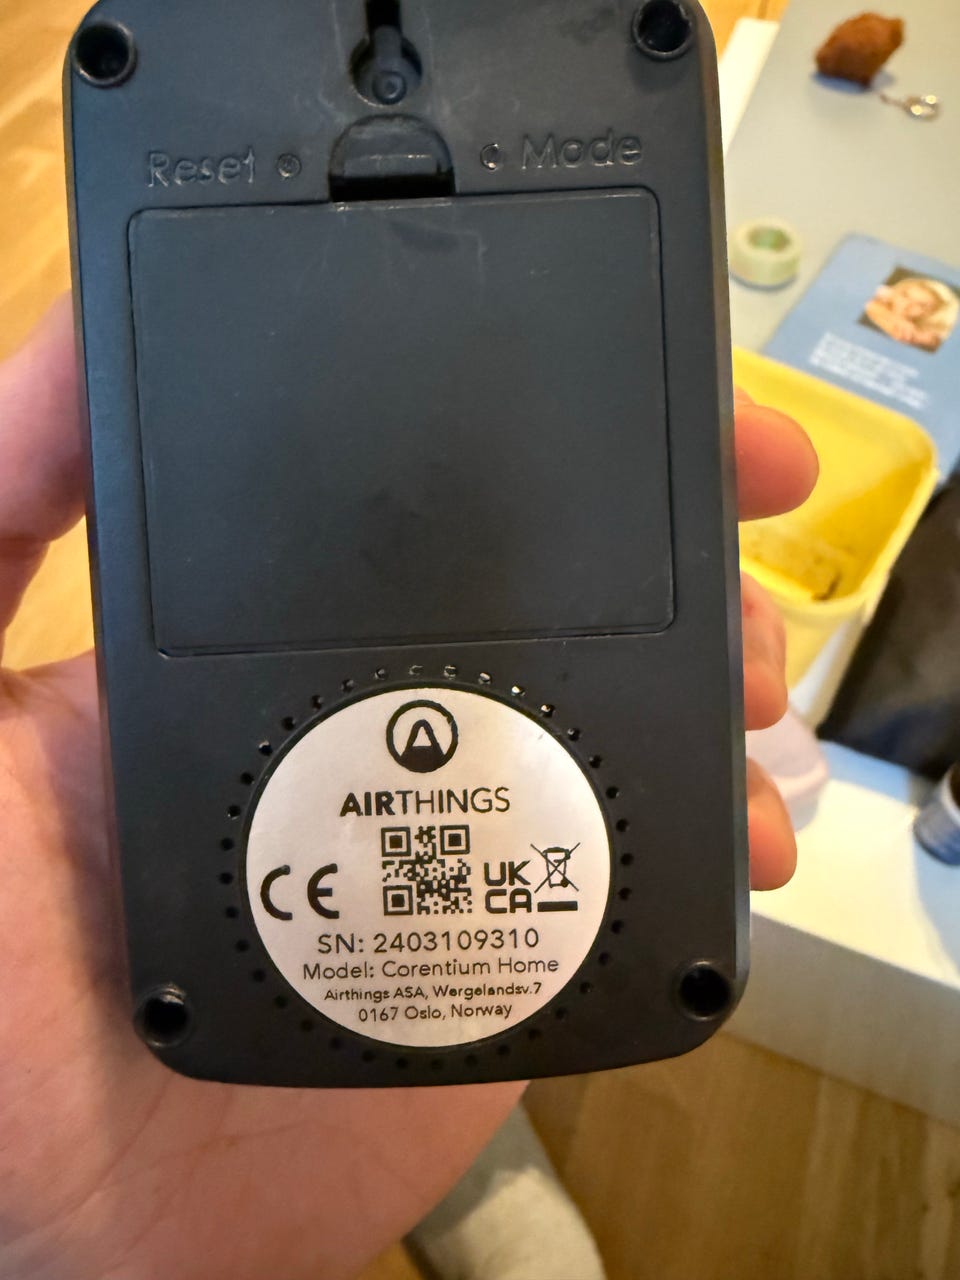 Reset
Mode
AIRTHINGS
CE
UK
CA
SN: 2403109310
Model: Corentium Home
Airthings ASA, Wergelandsv.7
0167 Oslo, Norway